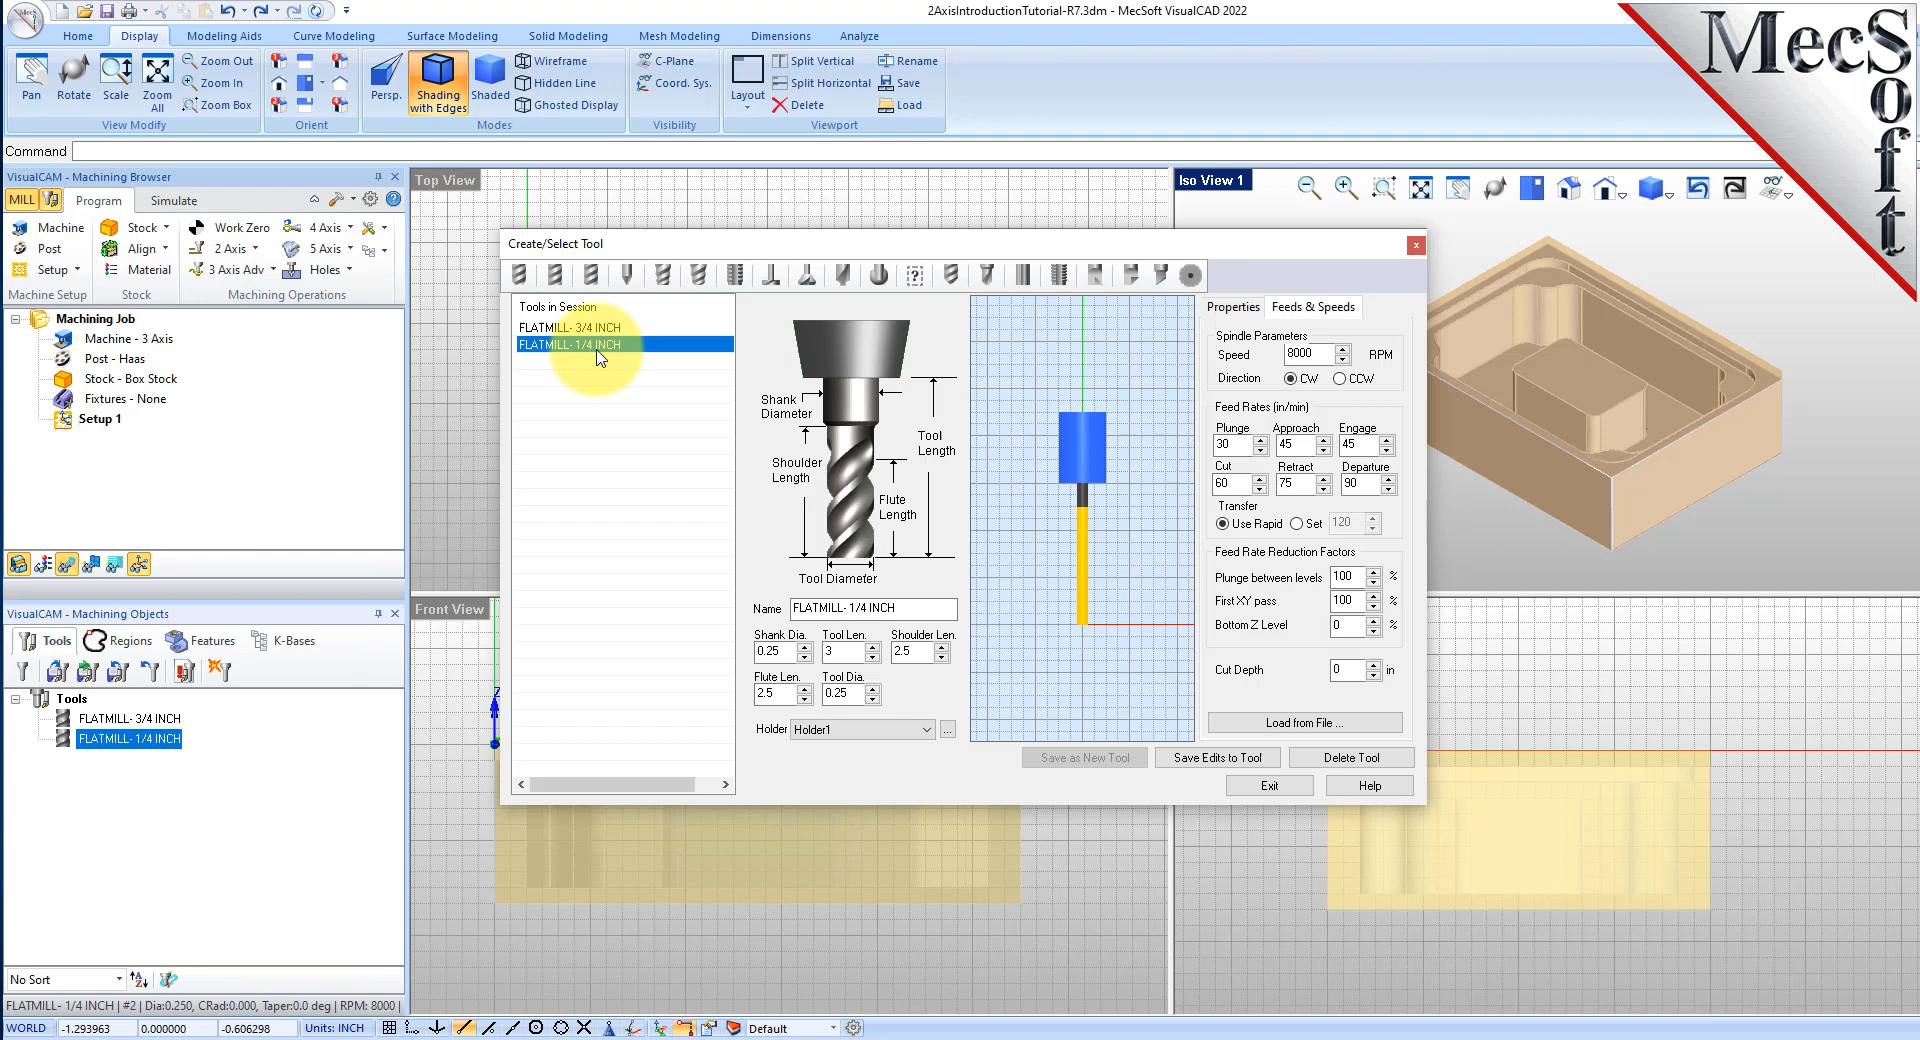 2AxisIntroductionTutorial-R7.3dm - MecSoft VisualCAD 2022
Home Display Modeling Aids Curve Modeling Surface Modeling Solid Modeling Mesh Modeling Dimensions Analyze
Pan Rotate Scale Zoom All Zoom Out Zoom In Zoom Box
Persp. Shading with Edges Shaded Wireframe Hidden Line Ghosted Display
C-Plane Coord. Sys.
Layout Split Vertical Split Horizontal Delete Rename Save Load
View Modify Orient Modes Visibility Viewport
MecSoft
Command
VisualCAM - Machining Browser
MILL Program Simulate
Machine Stock Work Zero 4 Axis
Post Align 2 Axis 5 Axis
Setup Material 3 Axis Adv Holes
Machine Setup Stock Machining Operations
Machining Job
Machine - 3 Axis
Post - Haas
Stock - Box Stock
Fixtures - None
Setup 1
VisualCAM - Machining Objects
Tools Regions Features K-Bases
Tools
FLATMILL- 3/4 INCH
FLATMILL- 1/4 INCH
No Sort
FLATMILL- 1/4 INCH | #2 | Dia:0.250, CRad:0.000, Taper:0.0 deg | RPM: 8000 |
Top View
Iso View 1
Front View
Z
Create/Select Tool
Tools in Session
FLATMILL- 3/4 INCH
FLATMILL- 1/4 INCH
Shank Diameter
Shoulder Length
Tool Length
Flute Length
Tool Diameter
Name FLATMILL- 1/4 INCH
Shank Dia. Tool Len. Shoulder Len.
0.25 3 2.5
Flute Len. Tool Dia.
2.5 0.25
Holder Holder1 ...
Properties Feeds & Speeds
Spindle Parameters
Speed 8000 RPM
Direction CW CCW
Feed Rates (in/min)
Plunge Approach Engage
30 45 45
Cut Retract Departure
60 75 90
Transfer
Use Rapid Set 120
Feed Rate Reduction Factors
Plunge between levels 100 %
First XY pass 100 %
Bottom Z Level 0 %
Cut Depth 0 in
Load from File ...
Save as New Tool Save Edits to Tool Delete Tool
Exit Help
WORLD -1.293963 0.000000 -0.606298 Units: INCH Default